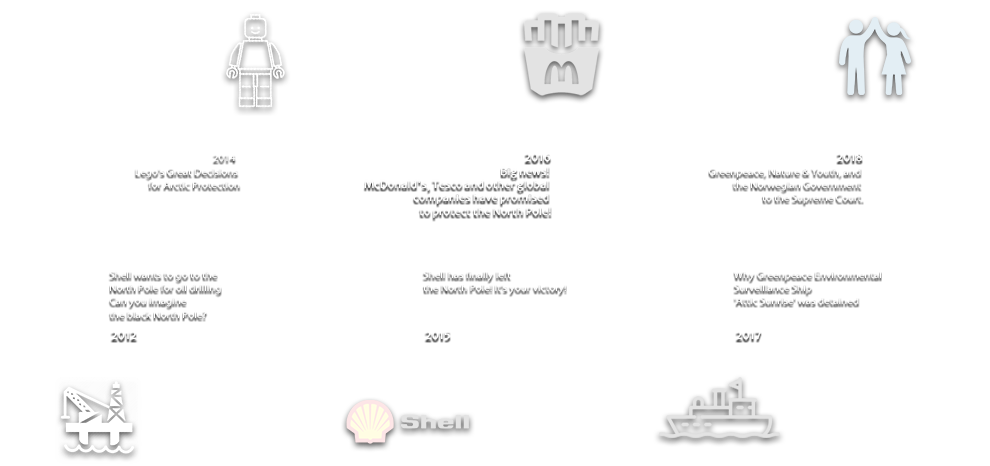 2014
Lego's Great Decisions
for Arctic Protection
2016
Big news!
McDonald's, Tesco and other global
companies have promised
to protect the North Pole!
2018
Greenpeace, Nature & Youth, and
the Norwegian Government
to the Supreme Court.
Shell wants to go to the
North Pole for oil drilling
Can you imagine
the black North Pole?
2012
Shell has finally left
the North Pole! It's your victory!
2015
Why Greenpeace Environmental
Surveillance Ship
'Attic Sunrise' was detained
2017
Shell